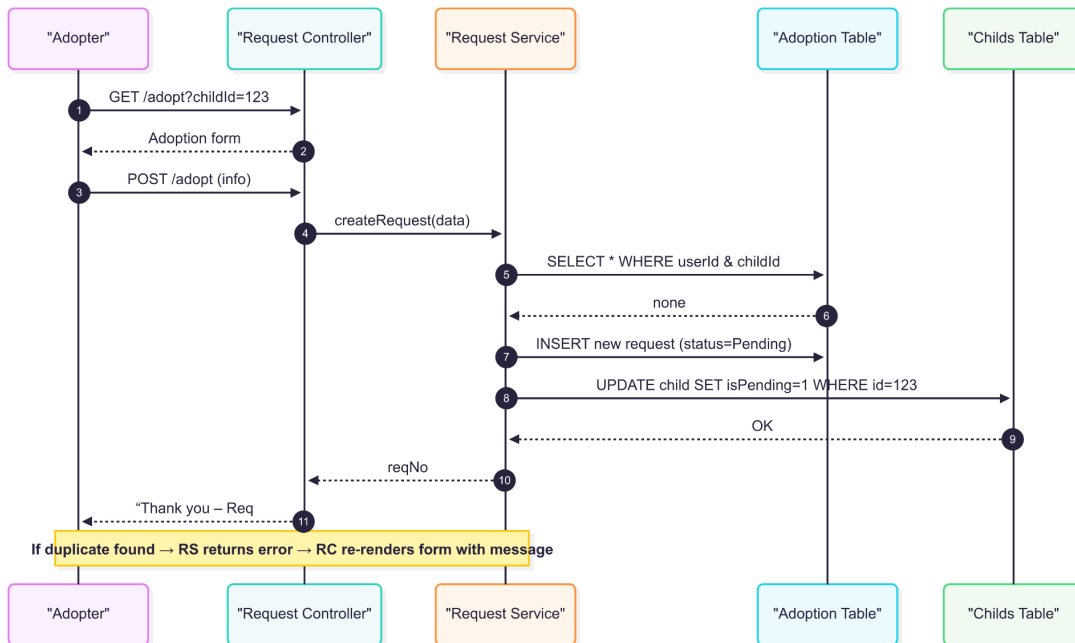 "Adopter"
"Request Controller"
"Request Service"
"Adoption Table"
"Childs Table"
1
GET /adopt?childId=123
Adoption form
2
3
POST /adopt (info)
4
createRequest(data)
5
SELECT * WHERE userId & childId
none
6
7
INSERT new request (status=Pending)
8
UPDATE child SET isPending=1 WHERE id=123
OK
9
reqNo
10
“Thank you – Req
11
If duplicate found → RS returns error → RC re-renders form with message
"Adopter"
"Request Controller"
"Request Service"
"Adoption Table"
"Childs Table"